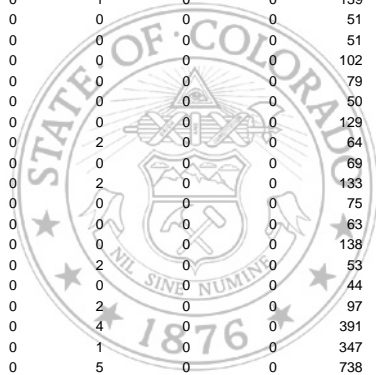 0 1 0 0 139
0 0 0 0 51
0 0 0 0 51
0 0 0 0 102
0 0 0 0 79
0 0 0 0 50
0 0 0 0 129
0 2 0 0 64
0 0 0 0 69
0 2 0 0 133
0 0 0 0 75
0 0 0 0 63
0 0 0 0 138
0 2 0 0 53
0 0 0 0 44
0 2 0 0 97
0 4 0 0 391
0 1 0 0 347
0 5 0 0 738
STATE OF · COLORADO
NIL SINE NUMINE
1876